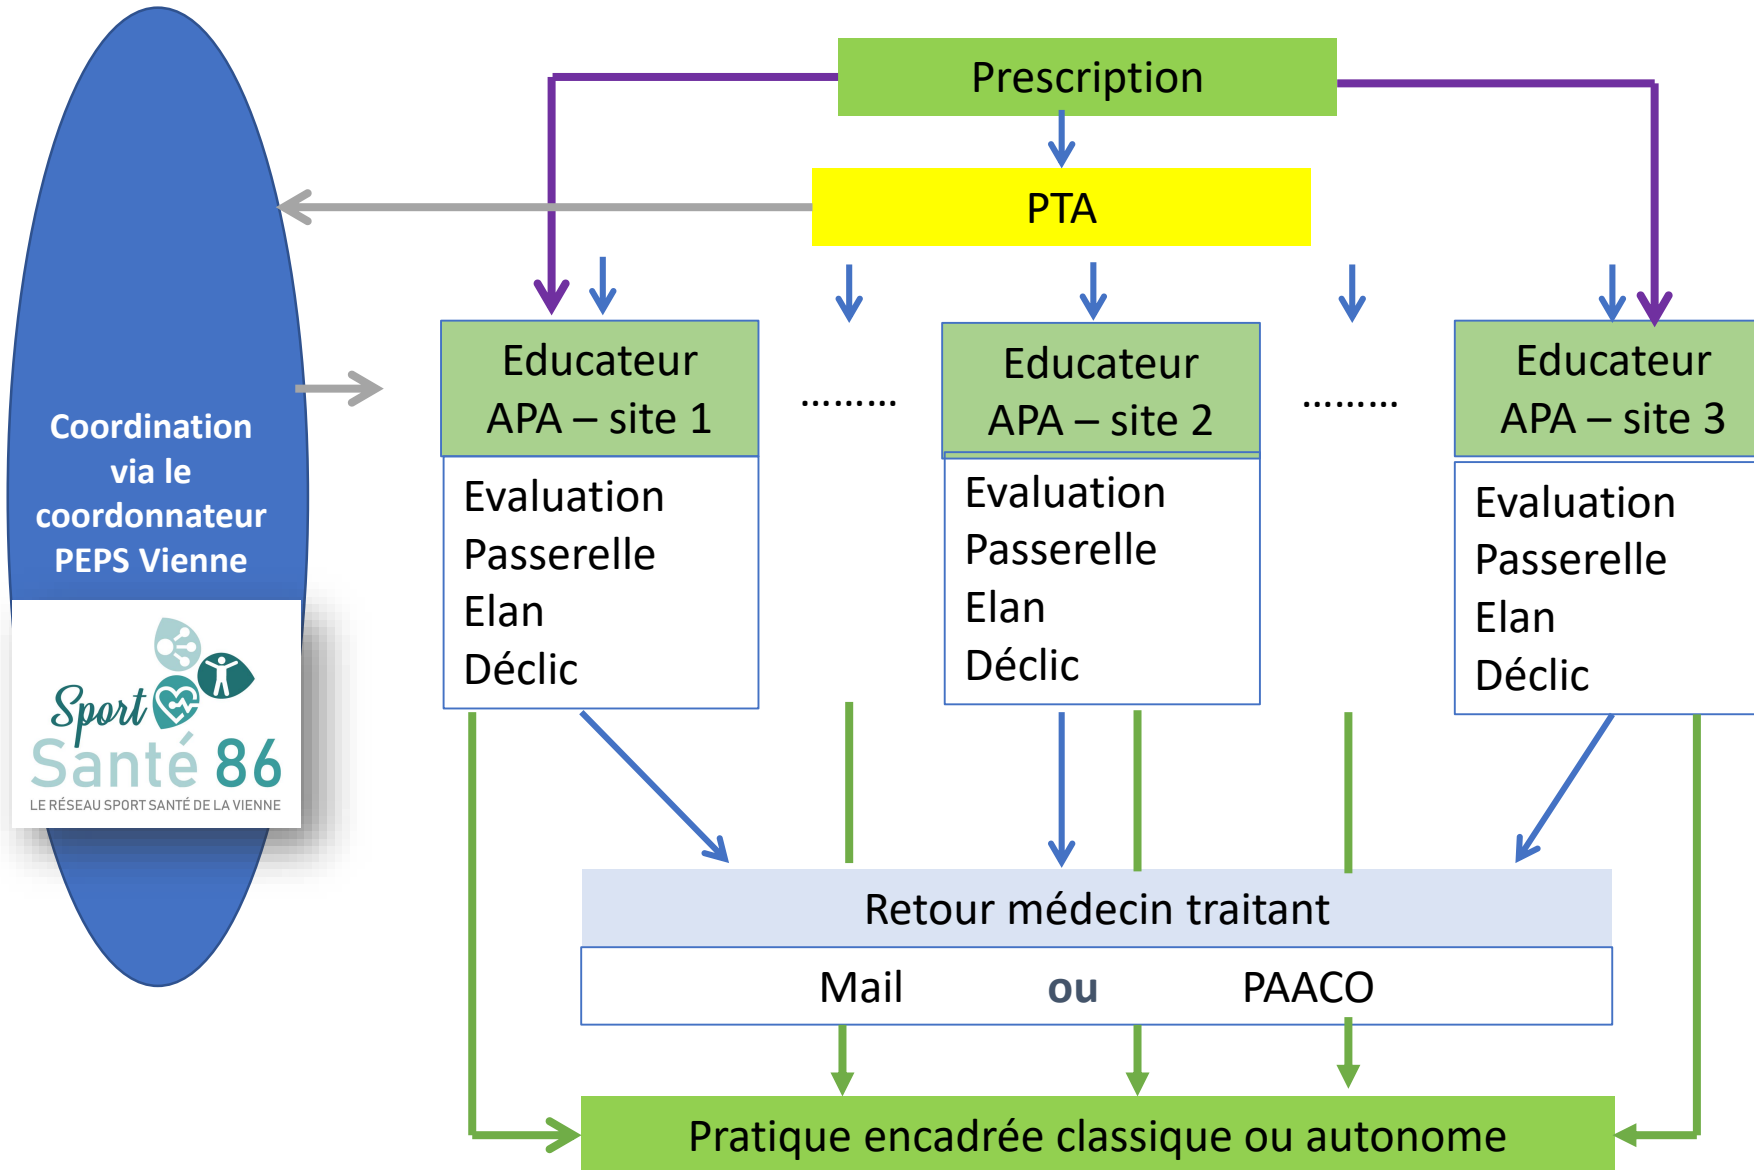 Prescription
PTA
Educateur
APA – site 1
Evaluation
Passerelle
Elan
Déclic
.........
Educateur
APA – site 2
Evaluation
Passerelle
Elan
Déclic
.........
Educateur
APA – site 3
Evaluation
Passerelle
Elan
Déclic
Coordination
via le
coordonnateur
PEPS Vienne
Sport
Santé 86
LE RÉSEAU SPORT SANTÉ DE LA VIENNE
Retour médecin traitant
Mail ou PAACO
Pratique encadrée classique ou autonome